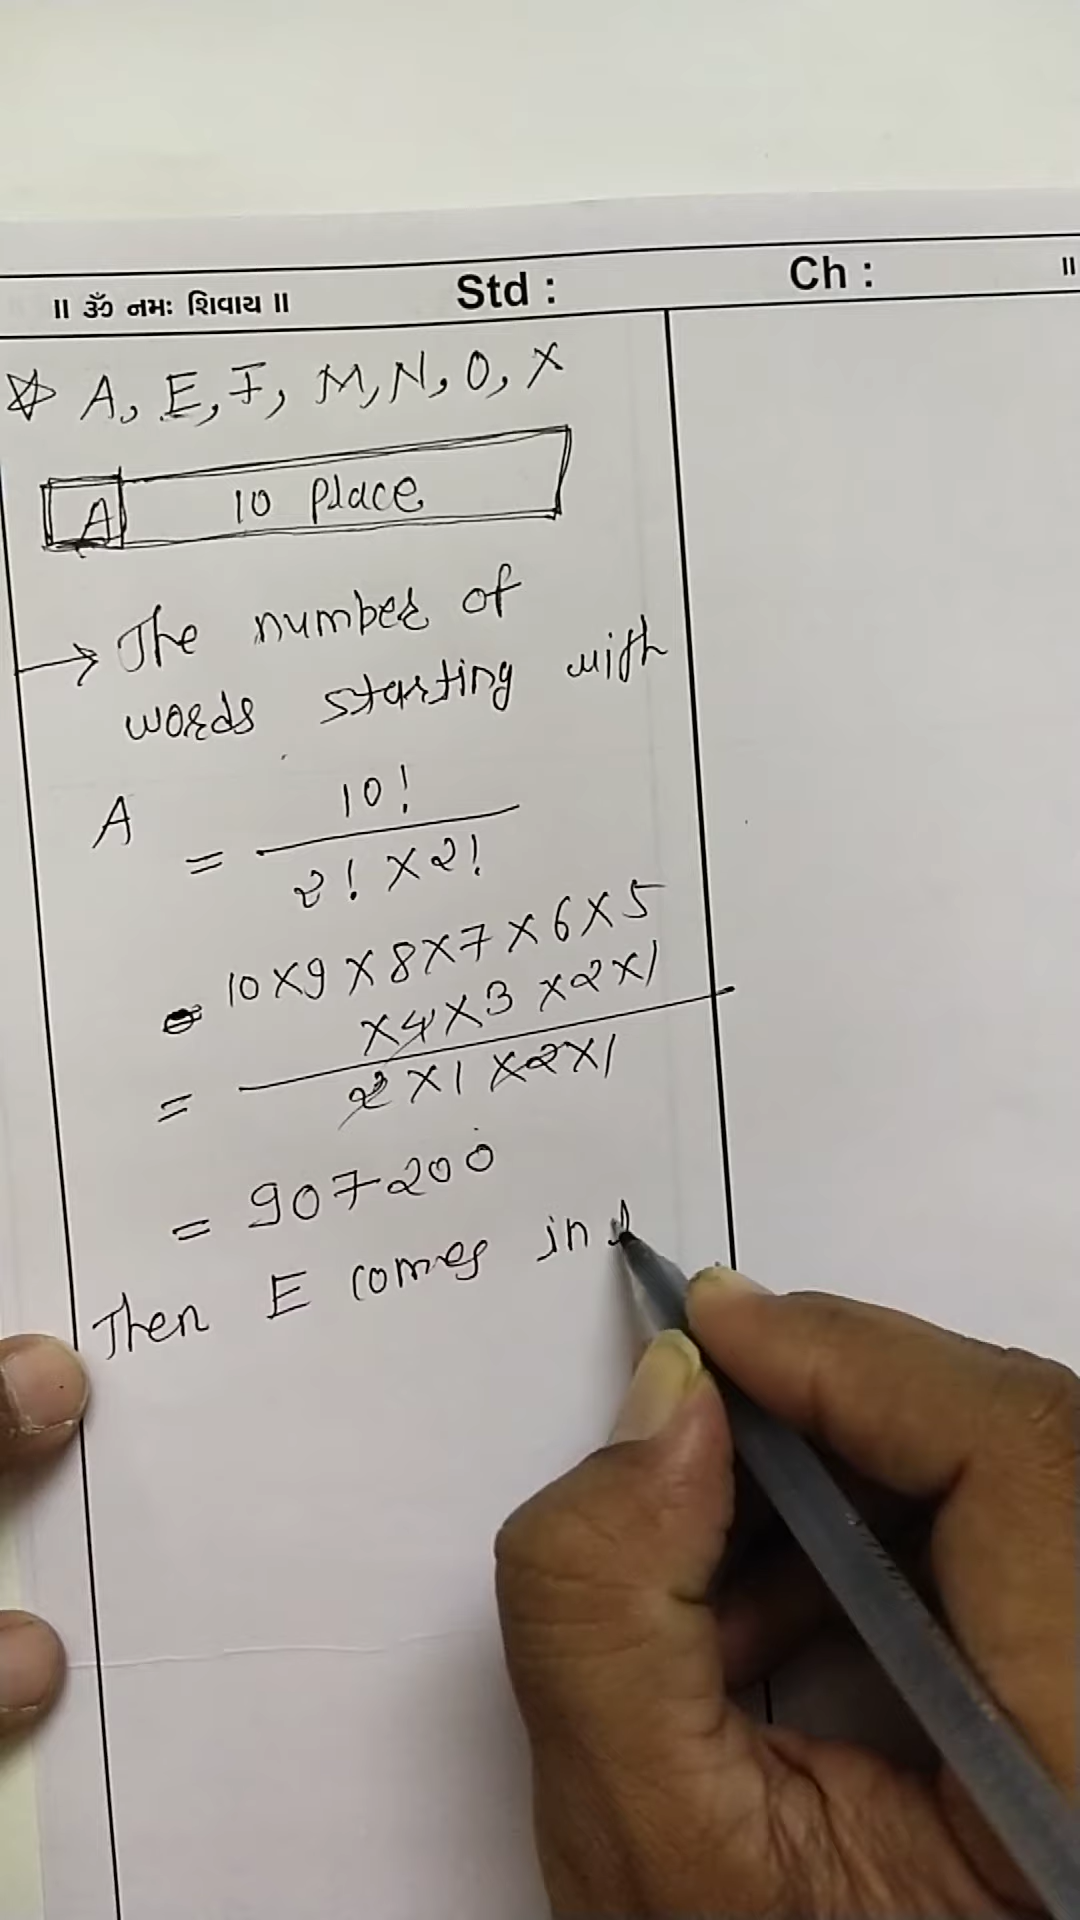 ॥ ૐ નમઃ શિવાય ॥ Std : Ch : ॥
A, E, I, M, N, O, X
A 10 Place
→ The number of
words starting with
A = 10!
2! × 2!
10×9×8×7×6×5
×4×3×2×1
=
2×1×2×1
= 907200
Then E comes in